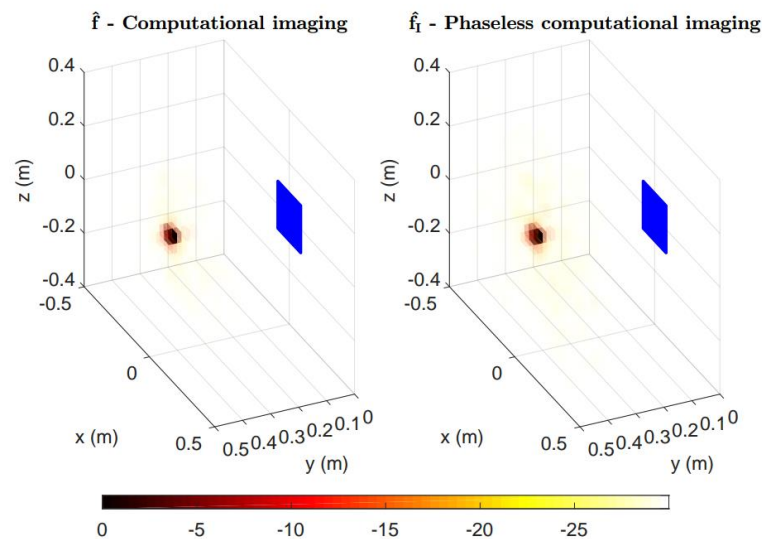 f̂ - Computational imaging
f̂_I - Phaseless computational imaging
0.4
0.2
0
-0.2
-0.4
z (m)
-0.5
0
0.5
x (m)
0.5 0.4 0.3 0.2 0.1 0
y (m)
0.4
0.2
0
-0.2
-0.4
z (m)
-0.5
0
0.5
x (m)
0.5 0.4 0.3 0.2 0.1 0
y (m)
0 -5 -10 -15 -20 -25